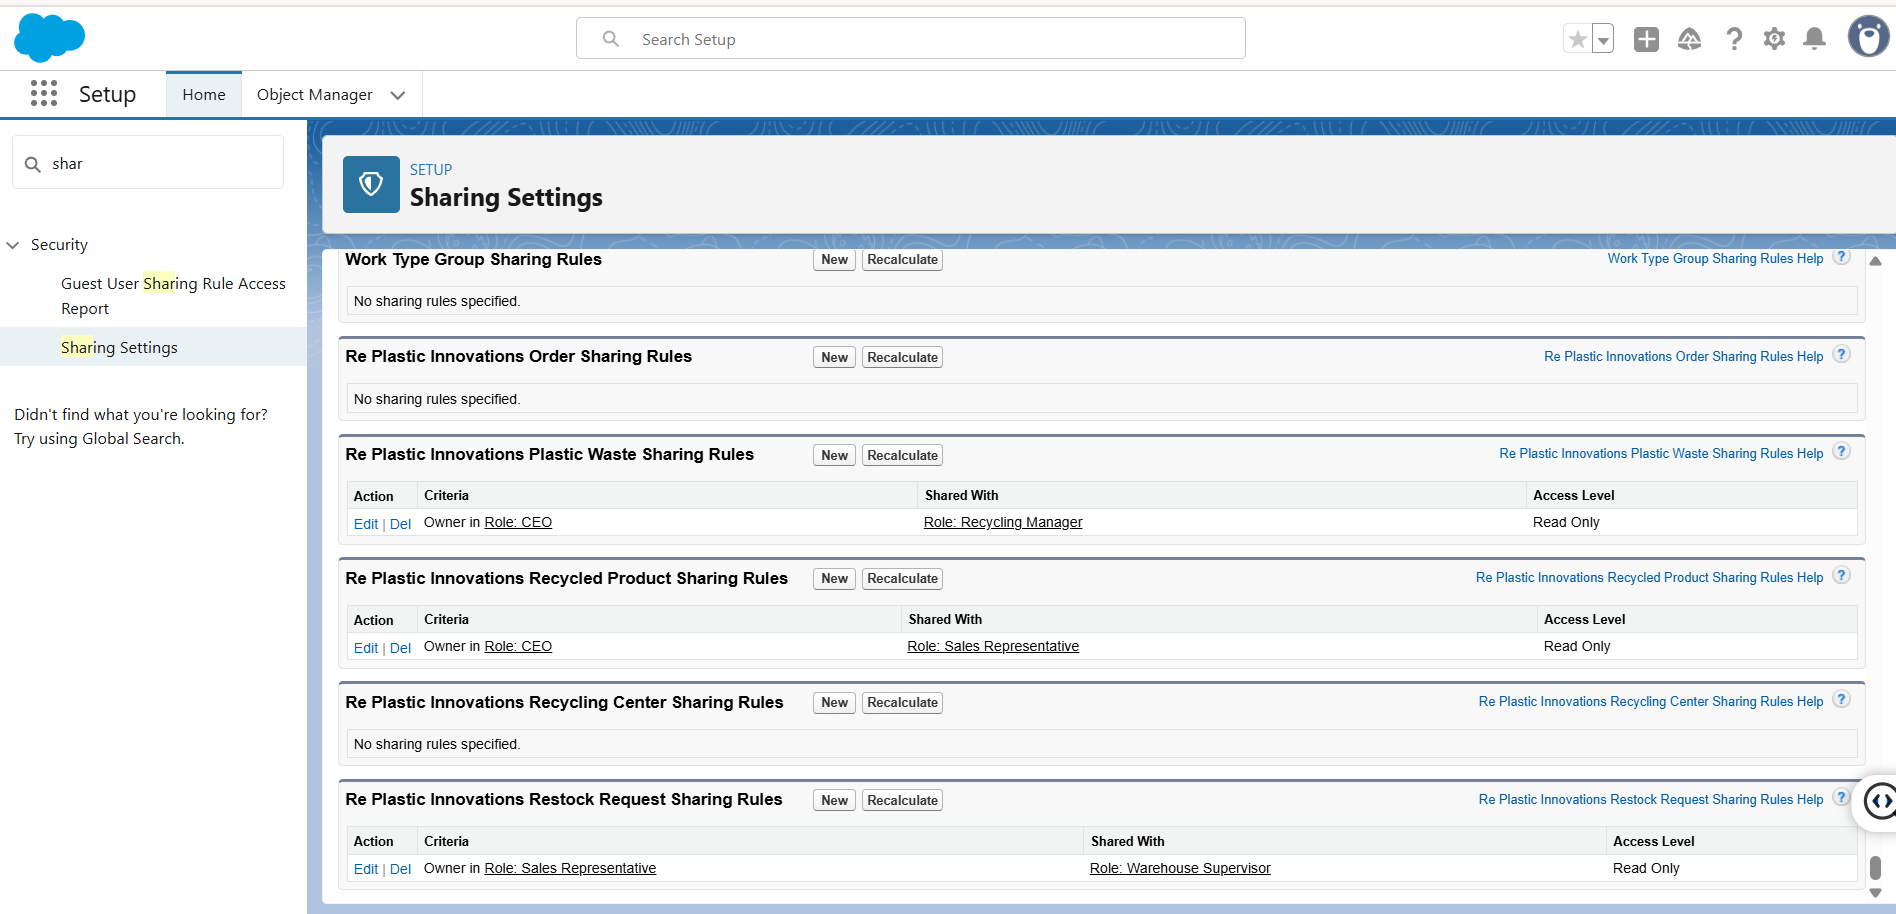 Search Setup
Setup
Home
Object Manager
shar
Security
Guest User Sharing Rule Access
Report
Sharing Settings
Didn't find what you're looking for?
Try using Global Search.
SETUP
Sharing Settings
Work Type Group Sharing Rules New Recalculate Work Type Group Sharing Rules Help ?
No sharing rules specified.
Re Plastic Innovations Order Sharing Rules New Recalculate Re Plastic Innovations Order Sharing Rules Help ?
No sharing rules specified.
Re Plastic Innovations Plastic Waste Sharing Rules New Recalculate Re Plastic Innovations Plastic Waste Sharing Rules Help ?
Action Criteria Shared With Access Level
Edit | Del Owner in Role: CEO Role: Recycling Manager Read Only
Re Plastic Innovations Recycled Product Sharing Rules New Recalculate Re Plastic Innovations Recycled Product Sharing Rules Help ?
Action Criteria Shared With Access Level
Edit | Del Owner in Role: CEO Role: Sales Representative Read Only
Re Plastic Innovations Recycling Center Sharing Rules New Recalculate Re Plastic Innovations Recycling Center Sharing Rules Help ?
No sharing rules specified.
Re Plastic Innovations Restock Request Sharing Rules New Recalculate Re Plastic Innovations Restock Request Sharing Rules Help ?
Action Criteria Shared With Access Level
Edit | Del Owner in Role: Sales Representative Role: Warehouse Supervisor Read Only